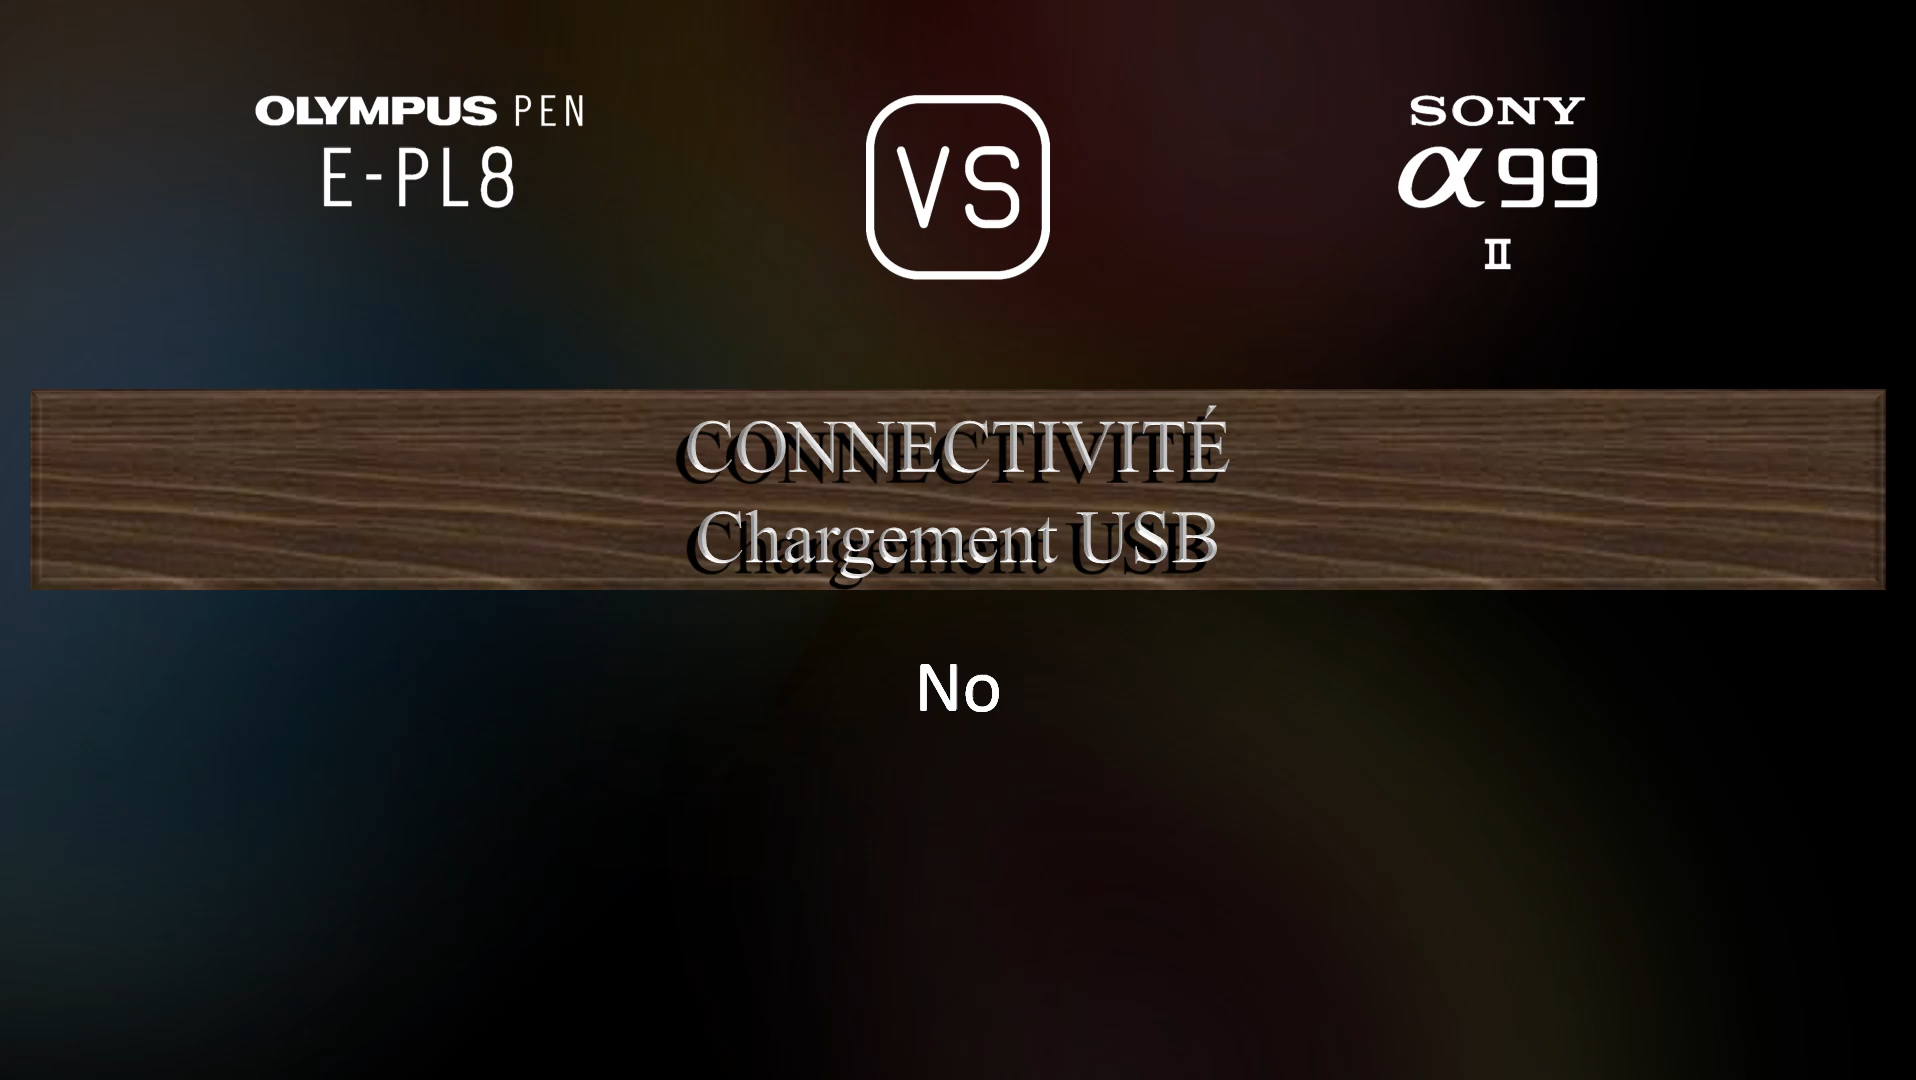 OLYMPUS PEN
E-PL8
VS
SONY
α99
II
CONNECTIVITÉ
Chargement USB
No